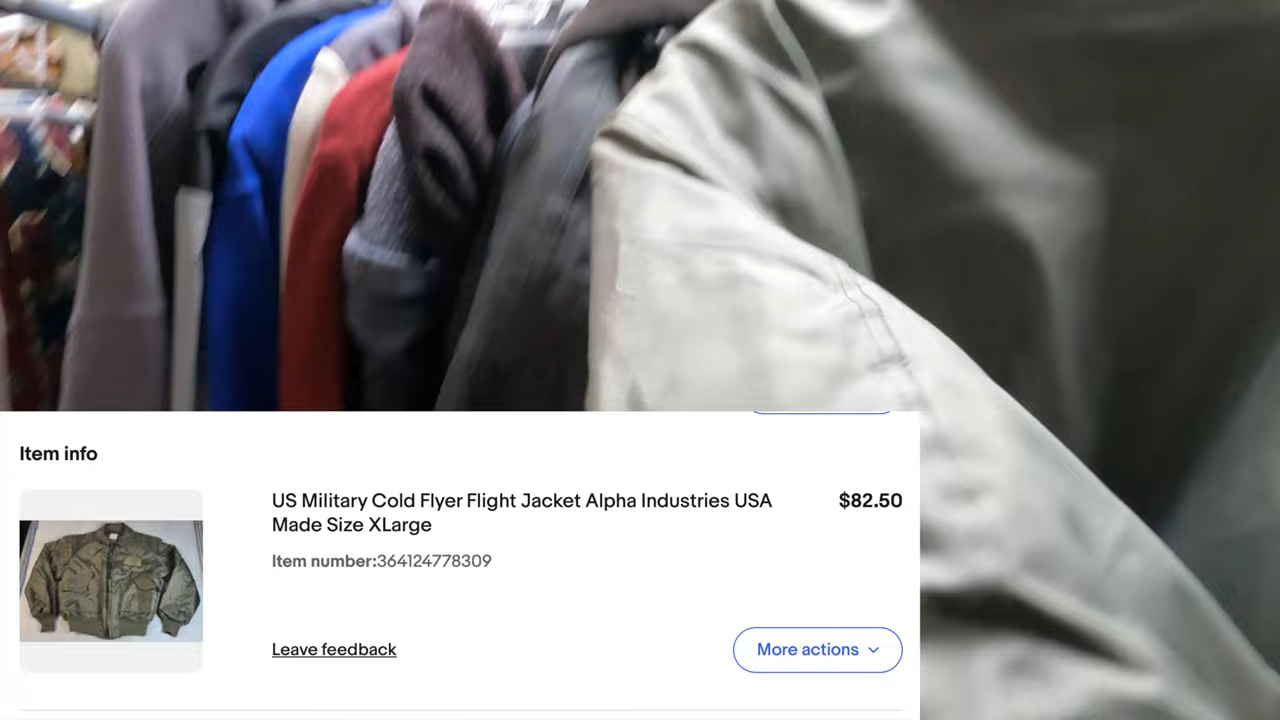 Item info
US Military Cold Flyer Flight Jacket Alpha Industries USA
$82.50
Made Size XLarge
Item number:364124778309
Leave feedback
More actions